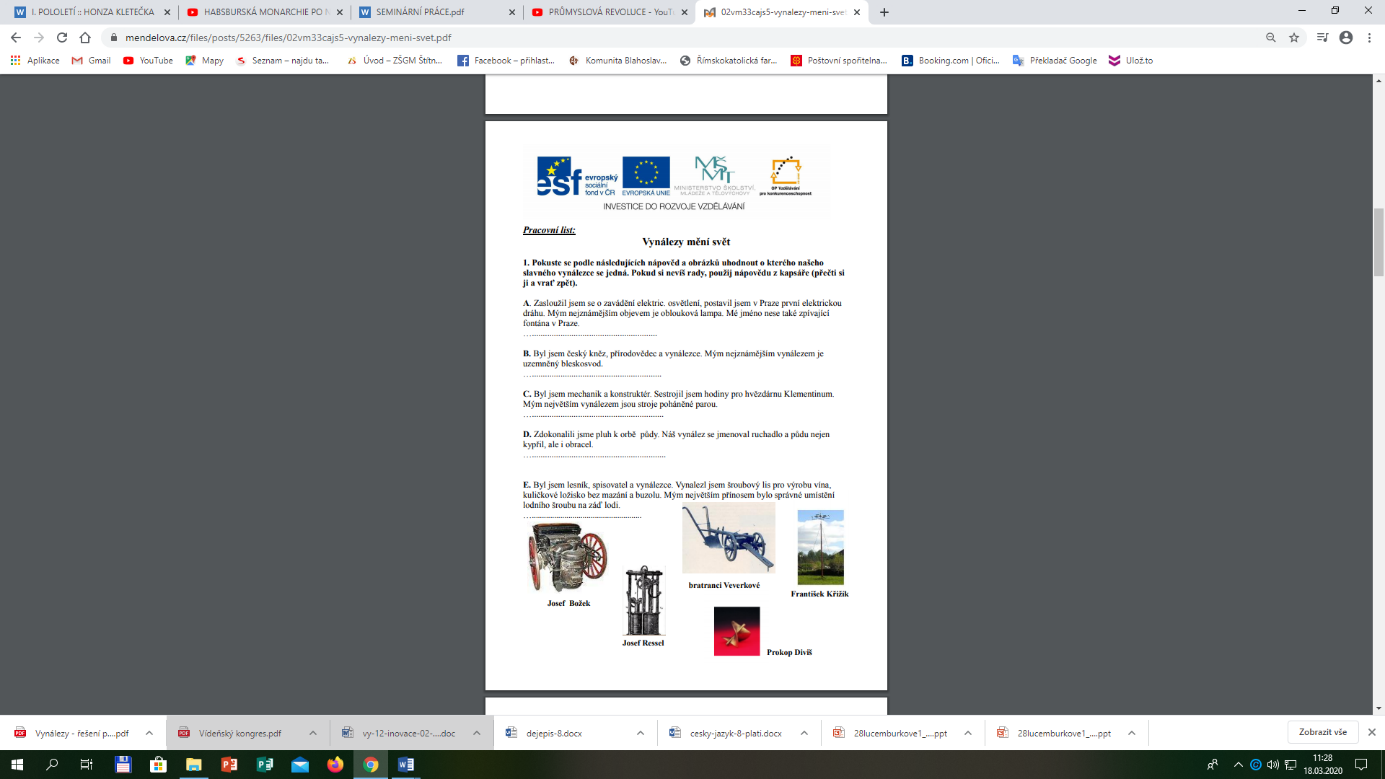 I. POLOLETÍ :: HONZA KLETEČKA
HABSBURSKÁ MONARCHIE PO N
SEMINÁRNÍ PRÁCE.pdf
PRŮMYSLOVÁ REVOLUCE - YouTu
02vm33cajs5-vynalezy-meni-svet
mendelova.cz/files/posts/5263/files/02vm33cajs5-vynalezy-meni-svet.pdf
Aplikace Gmail YouTube Mapy Seznam – najdu ta... Úvod – ZŠGM Štítn... Facebook – přihlast... Komunita Blahoslav... Římskokatolická far... Poštovní spořitelna... Booking.com | Ofici... Překladač Google Ulož.to
esf evropský sociální fond v ČR
EVROPSKÁ UNIE
MINISTERSTVO ŠKOLSTVÍ,
MLÁDEŽE A TĚLOVÝCHOVY
OP Vzdělávání
pro konkurenceschopnost
INVESTICE DO ROZVOJE VZDĚLÁVÁNÍ
Pracovní list:
Vynálezy mění svět
1. Pokuste se podle následujících nápověd a obrázků uhodnout o kterého našeho
slavného vynálezce se jedná. Pokud si nevíš rady, použij nápovědu z kapsáře (přečti si
ji a vrať zpět).
A. Zasloužil jsem se o zavádění elektric. osvětlení, postavil jsem v Praze první elektrickou
dráhu. Mým nejznámějším objevem je oblouková lampa. Mé jméno nese také zpívající
fontána v Praze.
B. Byl jsem český kněz, přírodovědec a vynálezce. Mým nejznámějším vynálezem je
uzemněný bleskosvod.
C. Byl jsem mechanik a konstruktér. Sestrojil jsem hodiny pro hvězdárnu Klementinum.
Mým největším vynálezem jsou stroje poháněné parou.
D. Zdokonalili jsme pluh k orbě půdy. Náš vynález se jmenoval ruchadlo a půdu nejen
kypřil, ale i obracel.
E. Byl jsem lesník, spisovatel a vynálezce. Vynalezl jsem šroubový lis pro výrobu vína,
kuličkové ložisko bez mazání a buzolu. Mým největším přínosem bylo správné umístění
lodního šroubu na záď lodi.
bratranci Veverkové
František Křižík
Josef Božek
Josef Ressel
Prokop Diviš
Vynálezy - řešení p....pdf
Vídeňský kongres.pdf
vy-12-inovace-02-....doc
dejepis-8.docx
cesky-jazyk-8-plati.docx
28lucemburkove1_....ppt
28lucemburkove1_....ppt
Zobrazit vše
11:28
18.03.2020